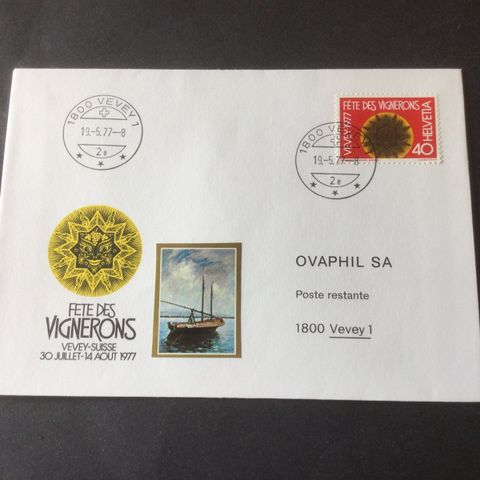 1800 VEVEY 1
19.-5.77-8
2e
1800 VEVEY 1
19.-5.77-8
2e
FÊTE DES VIGNERONS
VEVEY 1977
40 HELVETIA
FETE DES
VIGNERONS
VEVEY-SUISSE
30 JUILLET-14 AOUT 1977
OVAPHIL SA
Poste restante
1800 Vevey 1